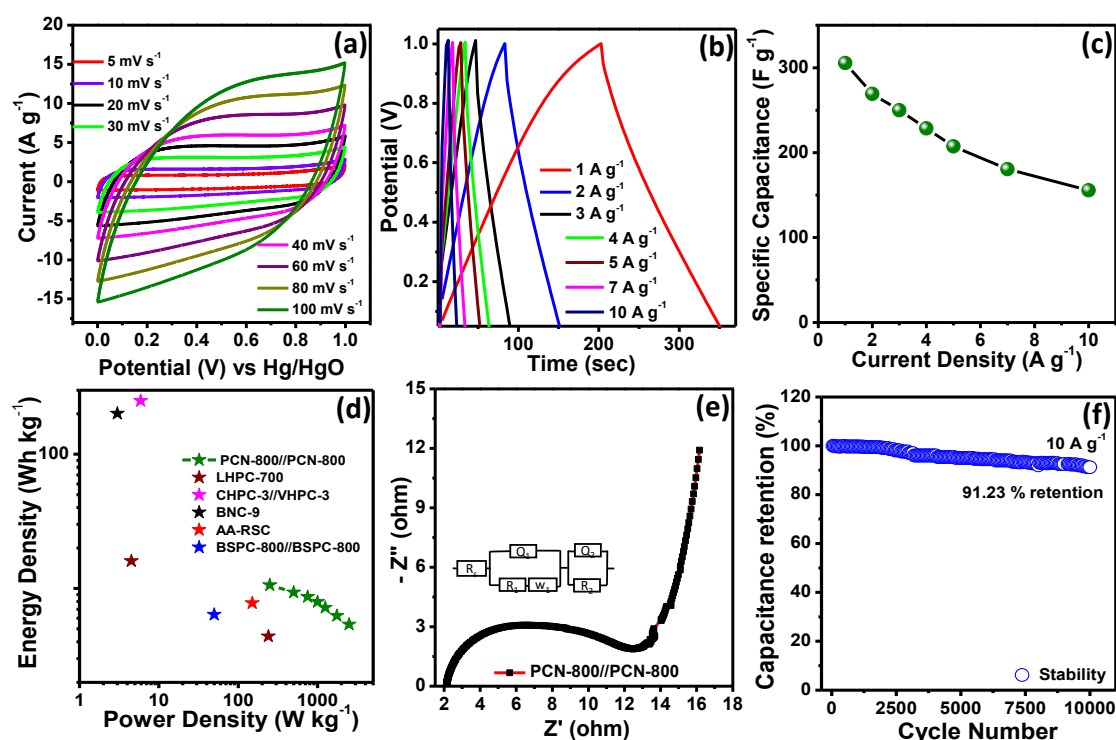 (a)
Current (A g⁻¹)
25
20
15
10
5
0
-5
-10
-15
5 mV s⁻¹
10 mV s⁻¹
20 mV s⁻¹
30 mV s⁻¹
40 mV s⁻¹
60 mV s⁻¹
80 mV s⁻¹
100 mV s⁻¹
0.0 0.2 0.4 0.6 0.8 1.0
Potential (V) vs Hg/HgO
(b)
Potential (V)
1.0
0.8
0.6
0.4
0.2
1 A g⁻¹
2 A g⁻¹
3 A g⁻¹
4 A g⁻¹
5 A g⁻¹
7 A g⁻¹
10 A g⁻¹
100 200 300
Time (sec)
(c)
Specific Capacitance (F g⁻¹)
300
200
100
0
0 2 4 6 8 10
Current Density (A g⁻¹)
(d)
Energy Density (Wh kg⁻¹)
100
PCN-800//PCN-800
LHPC-700
CHPC-3//VHPC-3
BNC-9
AA-RSC
BSPC-800//BSPC-800
1 10 100 1000
Power Density (W kg⁻¹)
(e)
- Z'' (ohm)
12
9
6
3
0
Q₁
Q₂
R₁
w₁
R₂
PCN-800//PCN-800
2 4 6 8 10 12 14 16 18
Z' (ohm)
(f)
Capacitance retention (%)
120
100
80
60
40
20
0
10 A g⁻¹
91.23 % retention
Stability
0 2500 5000 7500 10000
Cycle Number